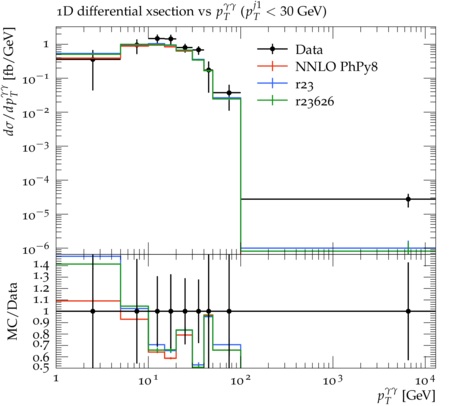 1D differential xsection vs p_T^{γγ} (p_T^{j1} < 30 GeV)
dσ/dp_T^{γγ} [fb/GeV]
1
10^{-1}
10^{-2}
10^{-3}
10^{-4}
10^{-5}
10^{-6}
Data
NNLO PhPy8
r23
r23626
MC/Data
1.4
1.3
1.2
1.1
1
0.9
0.8
0.7
0.6
0.5
1 10^1 10^2 10^3 10^4
p_T^{γγ} [GeV]